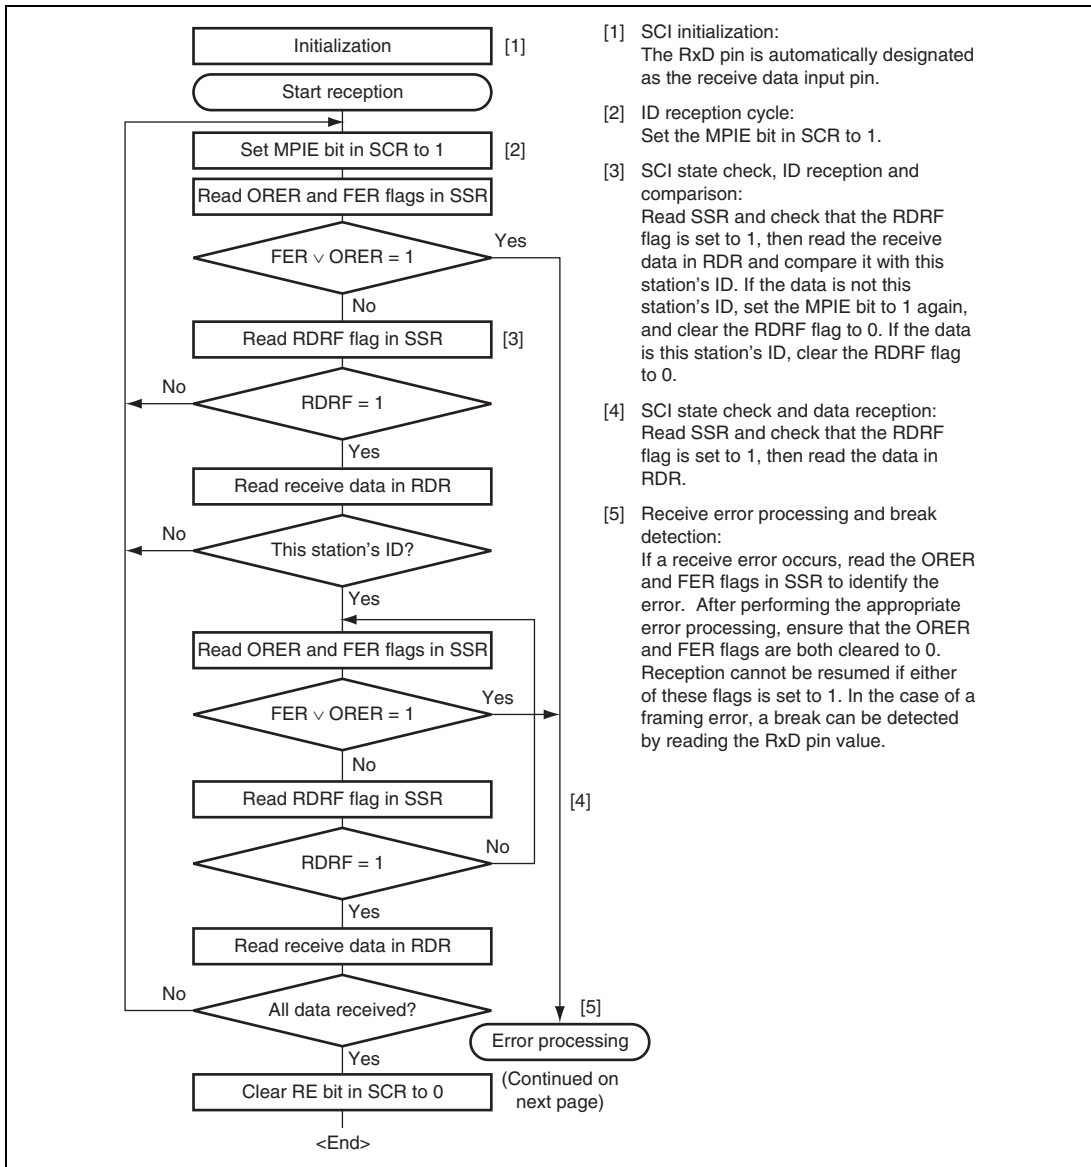 Initialization
[1]
Start reception
Set MPIE bit in SCR to 1
[2]
Read ORER and FER flags in SSR
FER ∨ ORER = 1
Yes
No
Read RDRF flag in SSR
[3]
No
RDRF = 1
Yes
Read receive data in RDR
No
This station's ID?
Yes
Read ORER and FER flags in SSR
FER ∨ ORER = 1
Yes
No
Read RDRF flag in SSR
[4]
RDRF = 1
No
Yes
Read receive data in RDR
No
All data received?
[5]
Error processing
Yes
(Continued on
next page)
Clear RE bit in SCR to 0
<End>
[1] SCI initialization:
The RxD pin is automatically designated
as the receive data input pin.
[2] ID reception cycle:
Set the MPIE bit in SCR to 1.
[3] SCI state check, ID reception and
comparison:
Read SSR and check that the RDRF
flag is set to 1, then read the receive
data in RDR and compare it with this
station's ID. If the data is not this
station's ID, set the MPIE bit to 1 again,
and clear the RDRF flag to 0. If the data
is this station's ID, clear the RDRF flag
to 0.
[4] SCI state check and data reception:
Read SSR and check that the RDRF
flag is set to 1, then read the data in
RDR.
[5] Receive error processing and break
detection:
If a receive error occurs, read the ORER
and FER flags in SSR to identify the
error. After performing the appropriate
error processing, ensure that the ORER
and FER flags are both cleared to 0.
Reception cannot be resumed if either
of these flags is set to 1. In the case of a
framing error, a break can be detected
by reading the RxD pin value.